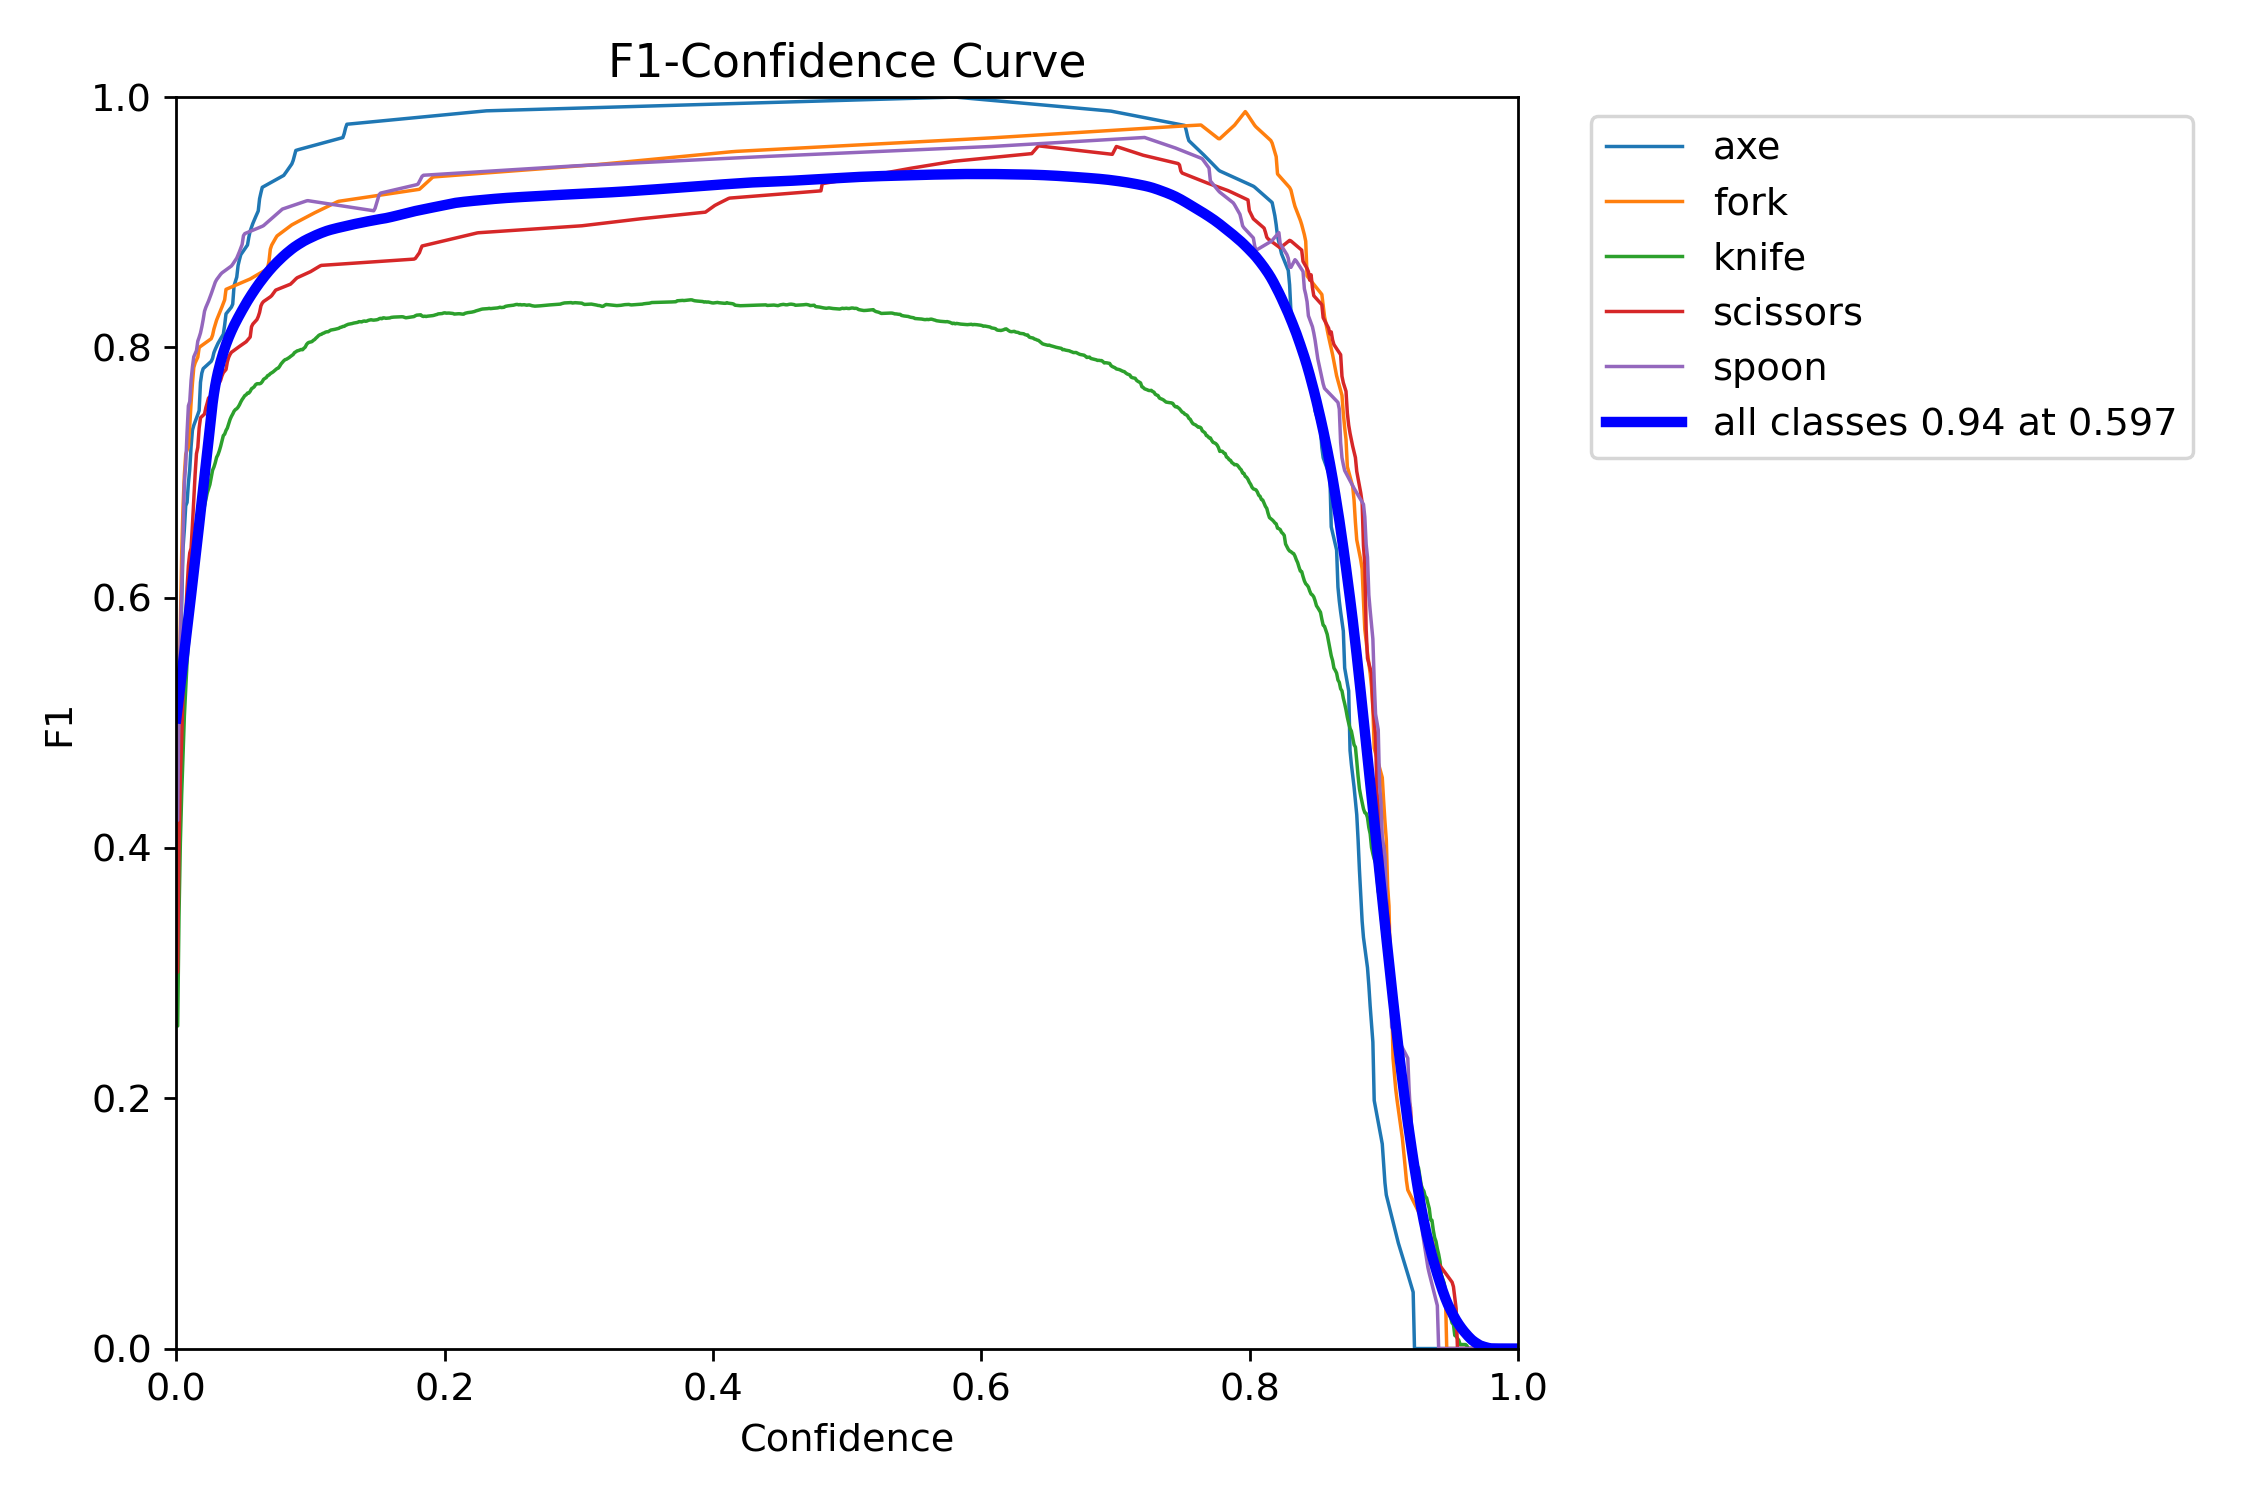 F1-Confidence Curve
1.0
0.8
0.6
0.4
0.2
0.0
F1
0.0 0.2 0.4 0.6 0.8 1.0
Confidence
axe
fork
knife
scissors
spoon
all classes 0.94 at 0.597